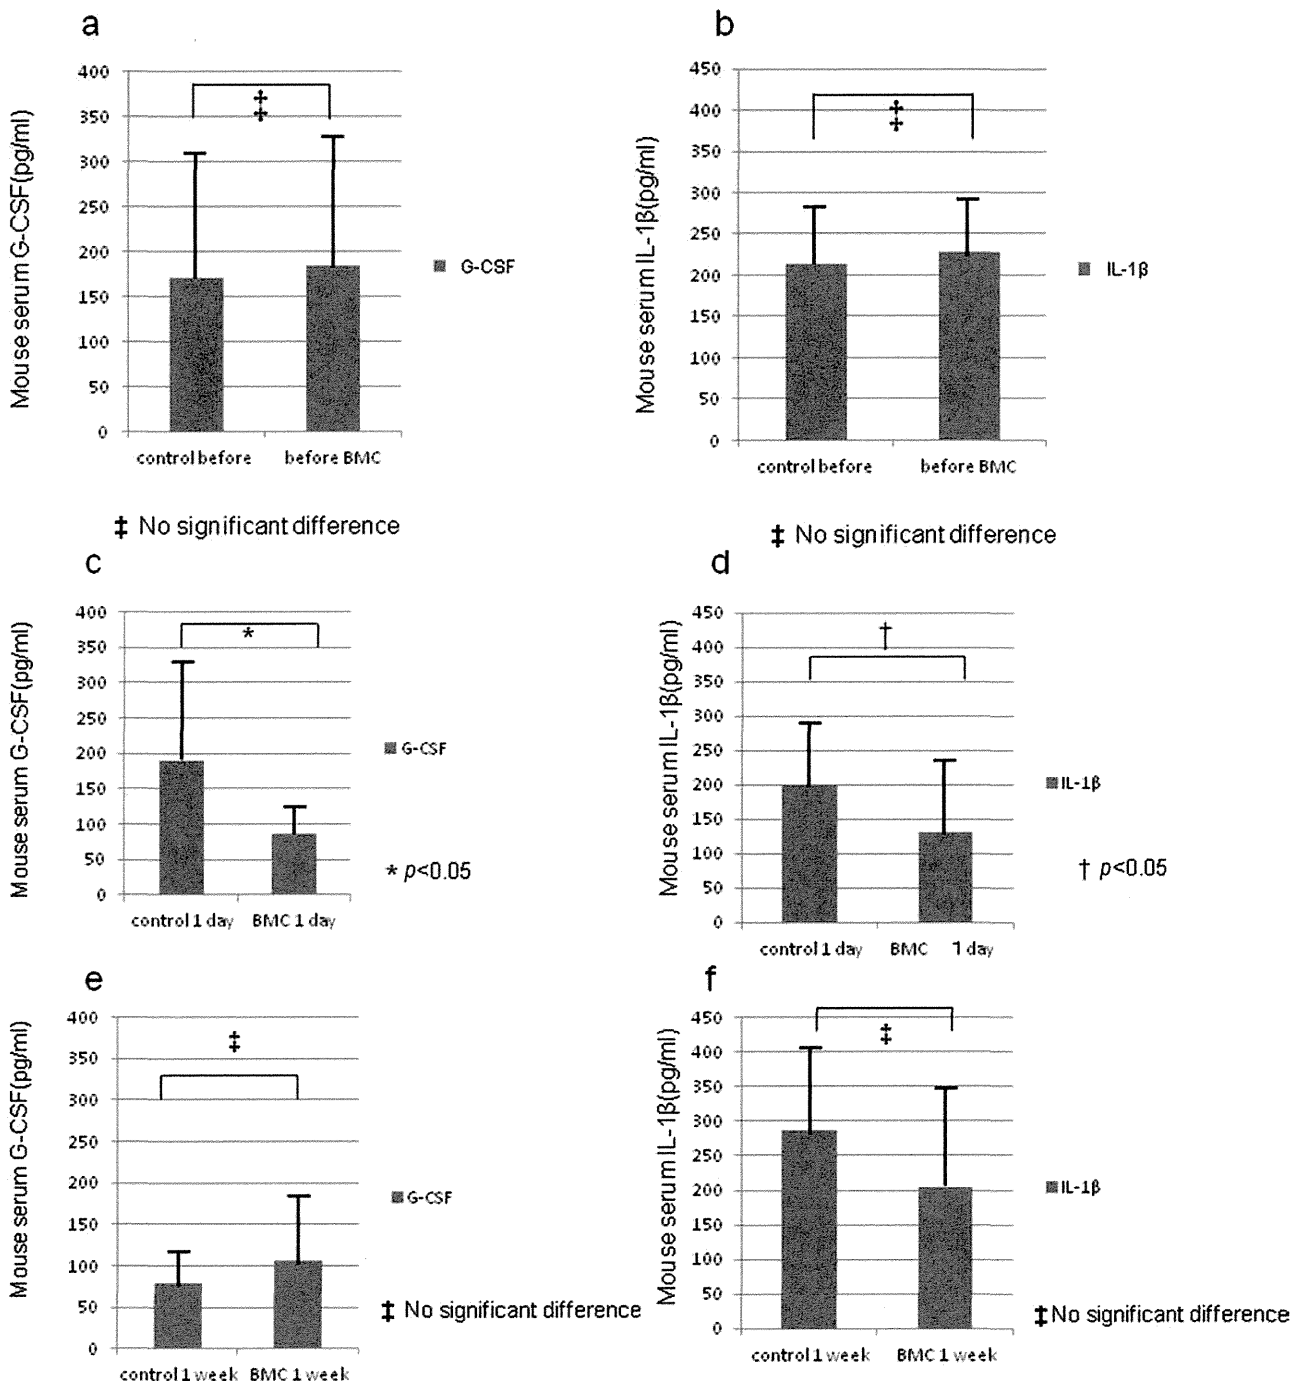 a
Mouse serum G-CSF(pg/ml)
400
350
300
250
200
150
100
50
0
‡
control before
before BMC
G-CSF
‡ No significant difference
b
Mouse serum IL-1β(pg/ml)
450
400
350
300
250
200
150
100
50
0
‡
control before
before BMC
IL-1β
‡ No significant difference
c
Mouse serum G-CSF(pg/ml)
400
350
300
250
200
150
100
50
0
*
control 1 day
BMC 1 day
G-CSF
* p<0.05
d
Mouse serum IL-1β(pg/ml)
450
400
350
300
250
200
150
100
50
0
†
control 1 day
BMC 1 day
IL-1β
† p<0.05
e
Mouse serum G-CSF(pg/ml)
400
350
300
250
200
150
100
50
0
‡
control 1 week
BMC 1 week
G-CSF
‡ No significant difference
f
Mouse serum IL-1β(pg/ml)
450
400
350
300
250
200
150
100
50
0
‡
control 1 week
BMC 1 week
IL-1β
‡No significant difference